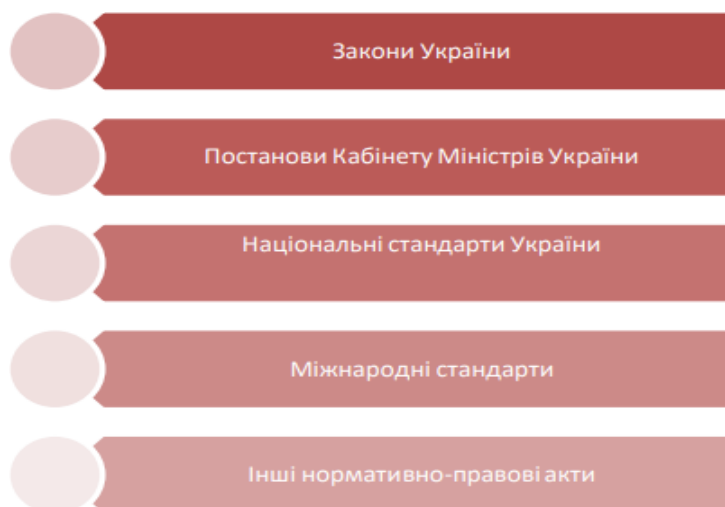 Закони України
Постанови Кабінету Міністрів України
Національні стандарти України
Міжнародні стандарти
Інші нормативно-правові акти